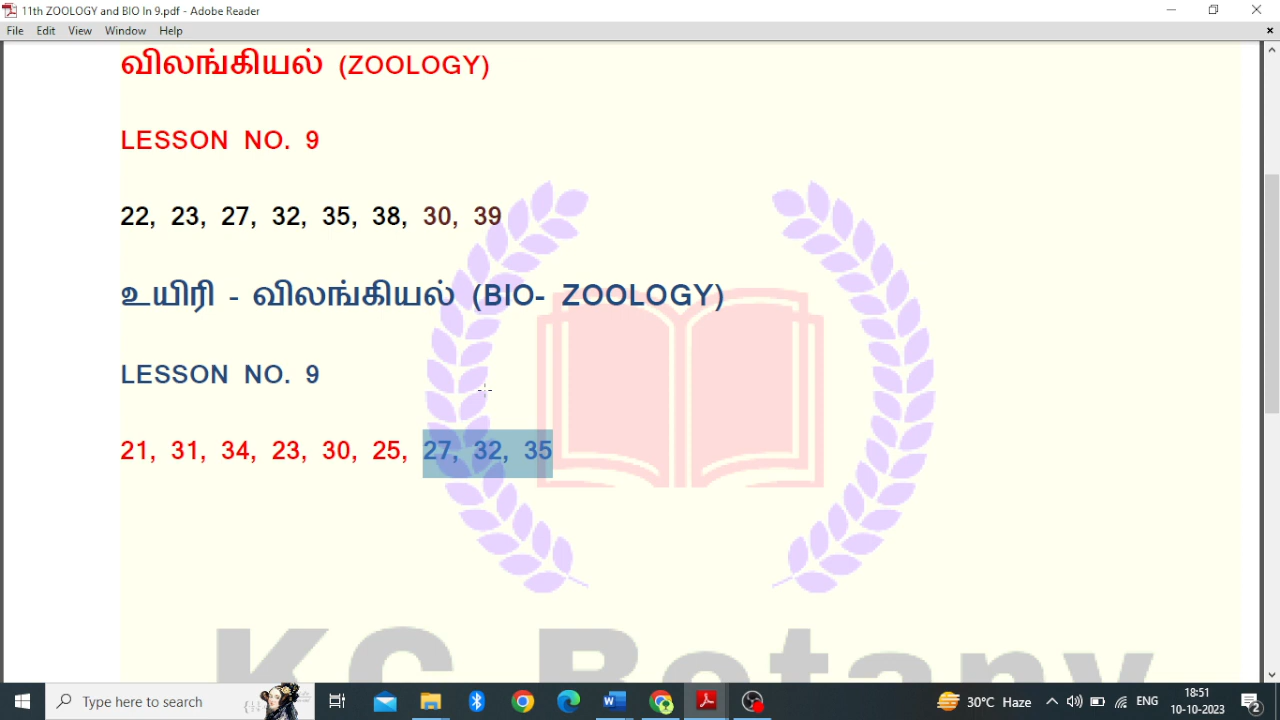 11th ZOOLOGY and BIO ln 9.pdf - Adobe Reader
File Edit View Window Help
விலங்கியல் (ZOOLOGY)
LESSON NO. 9
22, 23, 27, 32, 35, 38, 30, 39
உயிரி - விலங்கியல் (BIO- ZOOLOGY)
LESSON NO. 9
21, 31, 34, 23, 30, 25, 27, 32, 35
KC Botany
Type here to search
30°C Haze
ENG
18:51
10-10-2023
2